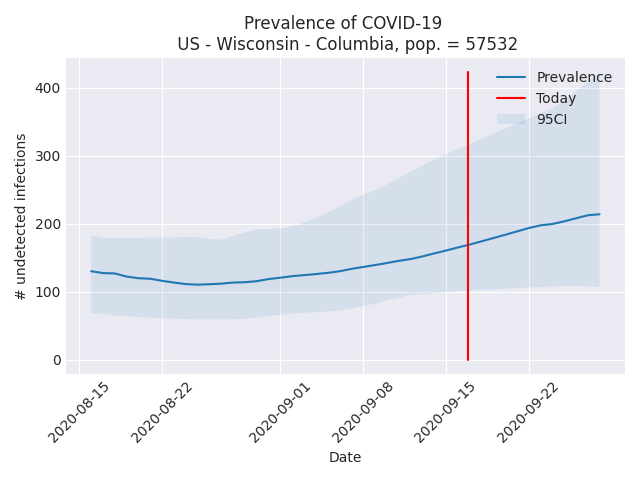 Prevalence of COVID-19
US - Wisconsin - Columbia, pop. = 57532
Prevalence
Today
95CI
400
300
200
100
0
# undetected infections
2020-08-15
2020-08-22
2020-09-01
2020-09-08
2020-09-15
2020-09-22
Date